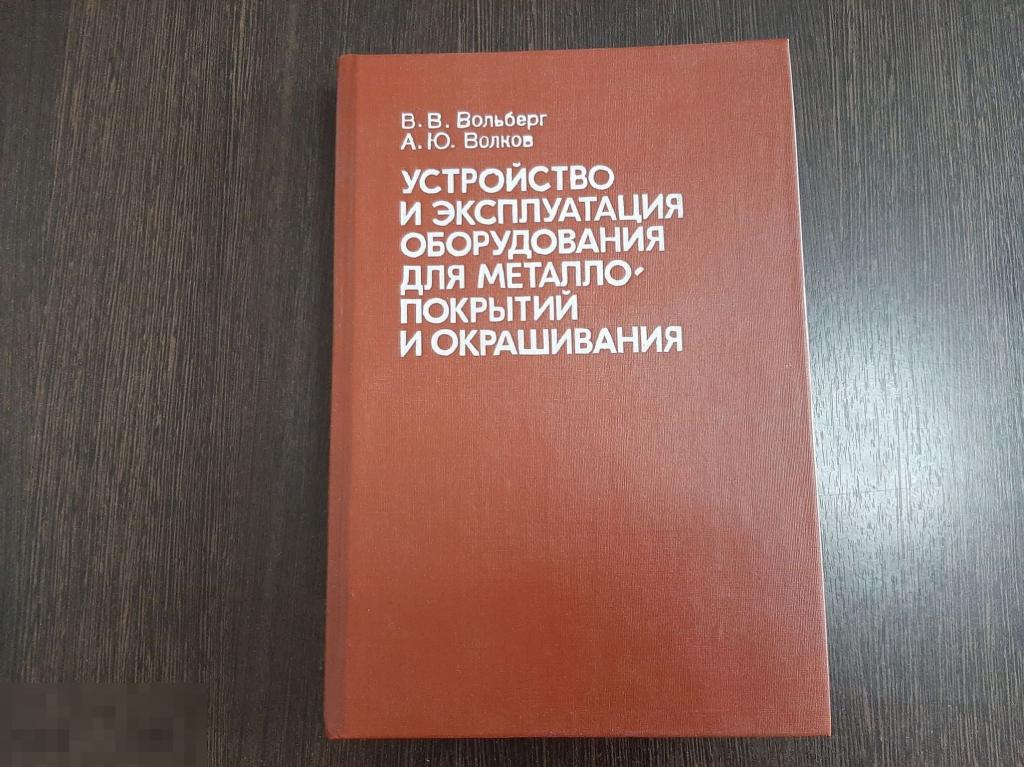 В. В. Вольберг
А. Ю. Волков
УСТРОЙСТВО
И ЭКСПЛУАТАЦИЯ
ОБОРУДОВАНИЯ
ДЛЯ МЕТАЛЛО-
ПОКРЫТИЙ
И ОКРАШИВАНИЯ